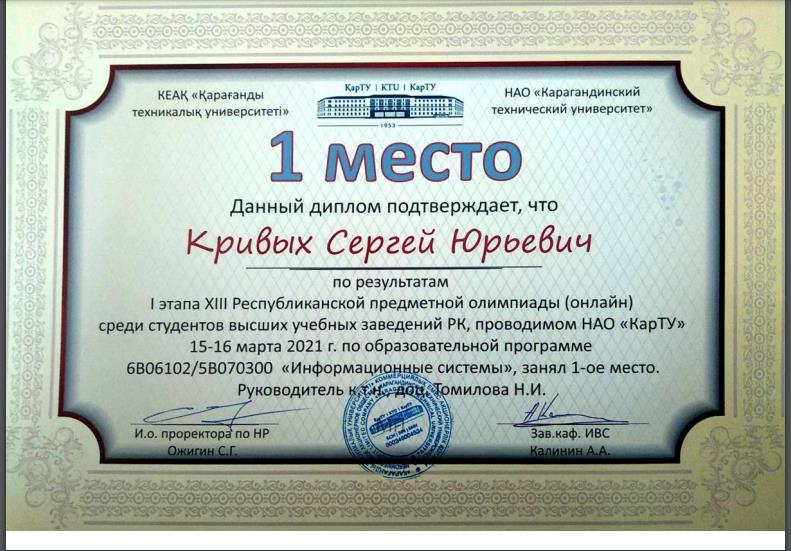 КЕАҚ «Қарағанды
техникалық университеті»
ҚарТУ | KTU | КарТУ
1953
НАО «Карагандинский
технический университет»
1 место
Данный диплом подтверждает, что
Кривых Сергей Юрьевич
по результатам
I этапа XIII Республиканской предметной олимпиады (онлайн)
среди студентов высших учебных заведений РК, проводимом НАО «КарТУ»
15-16 марта 2021 г. по образовательной программе
6B06102/5B070300 «Информационные системы», занял 1-ое место.
Руководитель к.т.н., доц. Томилова Н.И.
И.о. проректора по НР
Ожигин С.Г.
Зав.каф. ИВС
Калинин А.А.